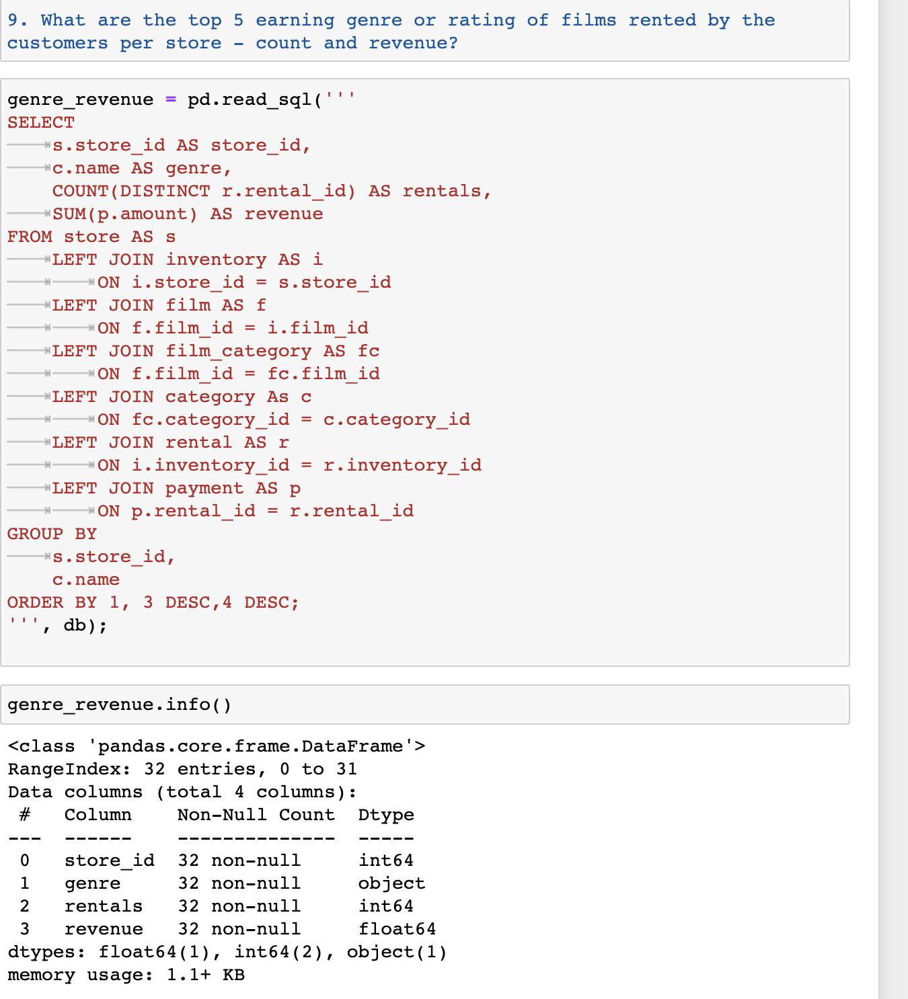 9. What are the top 5 earning genre or rating of films rented by the
customers per store – count and revenue?
genre_revenue = pd.read_sql('''
SELECT
s.store_id AS store_id,
c.name AS genre,
COUNT(DISTINCT r.rental_id) AS rentals,
SUM(p.amount) AS revenue
FROM store AS s
LEFT JOIN inventory AS i
ON i.store_id = s.store_id
LEFT JOIN film AS f
ON f.film_id = i.film_id
LEFT JOIN film_category AS fc
ON f.film_id = fc.film_id
LEFT JOIN category As c
ON fc.category_id = c.category_id
LEFT JOIN rental AS r
ON i.inventory_id = r.inventory_id
LEFT JOIN payment AS p
ON p.rental_id = r.rental_id
GROUP BY
s.store_id,
c.name
ORDER BY 1, 3 DESC,4 DESC;
''', db);
genre_revenue.info()
<class 'pandas.core.frame.DataFrame'>
RangeIndex: 32 entries, 0 to 31
Data columns (total 4 columns):
 #   Column    Non-Null Count  Dtype
---  ------    --------------  -----
 0   store_id  32 non-null     int64
 1   genre     32 non-null     object
 2   rentals   32 non-null     int64
 3   revenue   32 non-null     float64
dtypes: float64(1), int64(2), object(1)
memory usage: 1.1+ KB